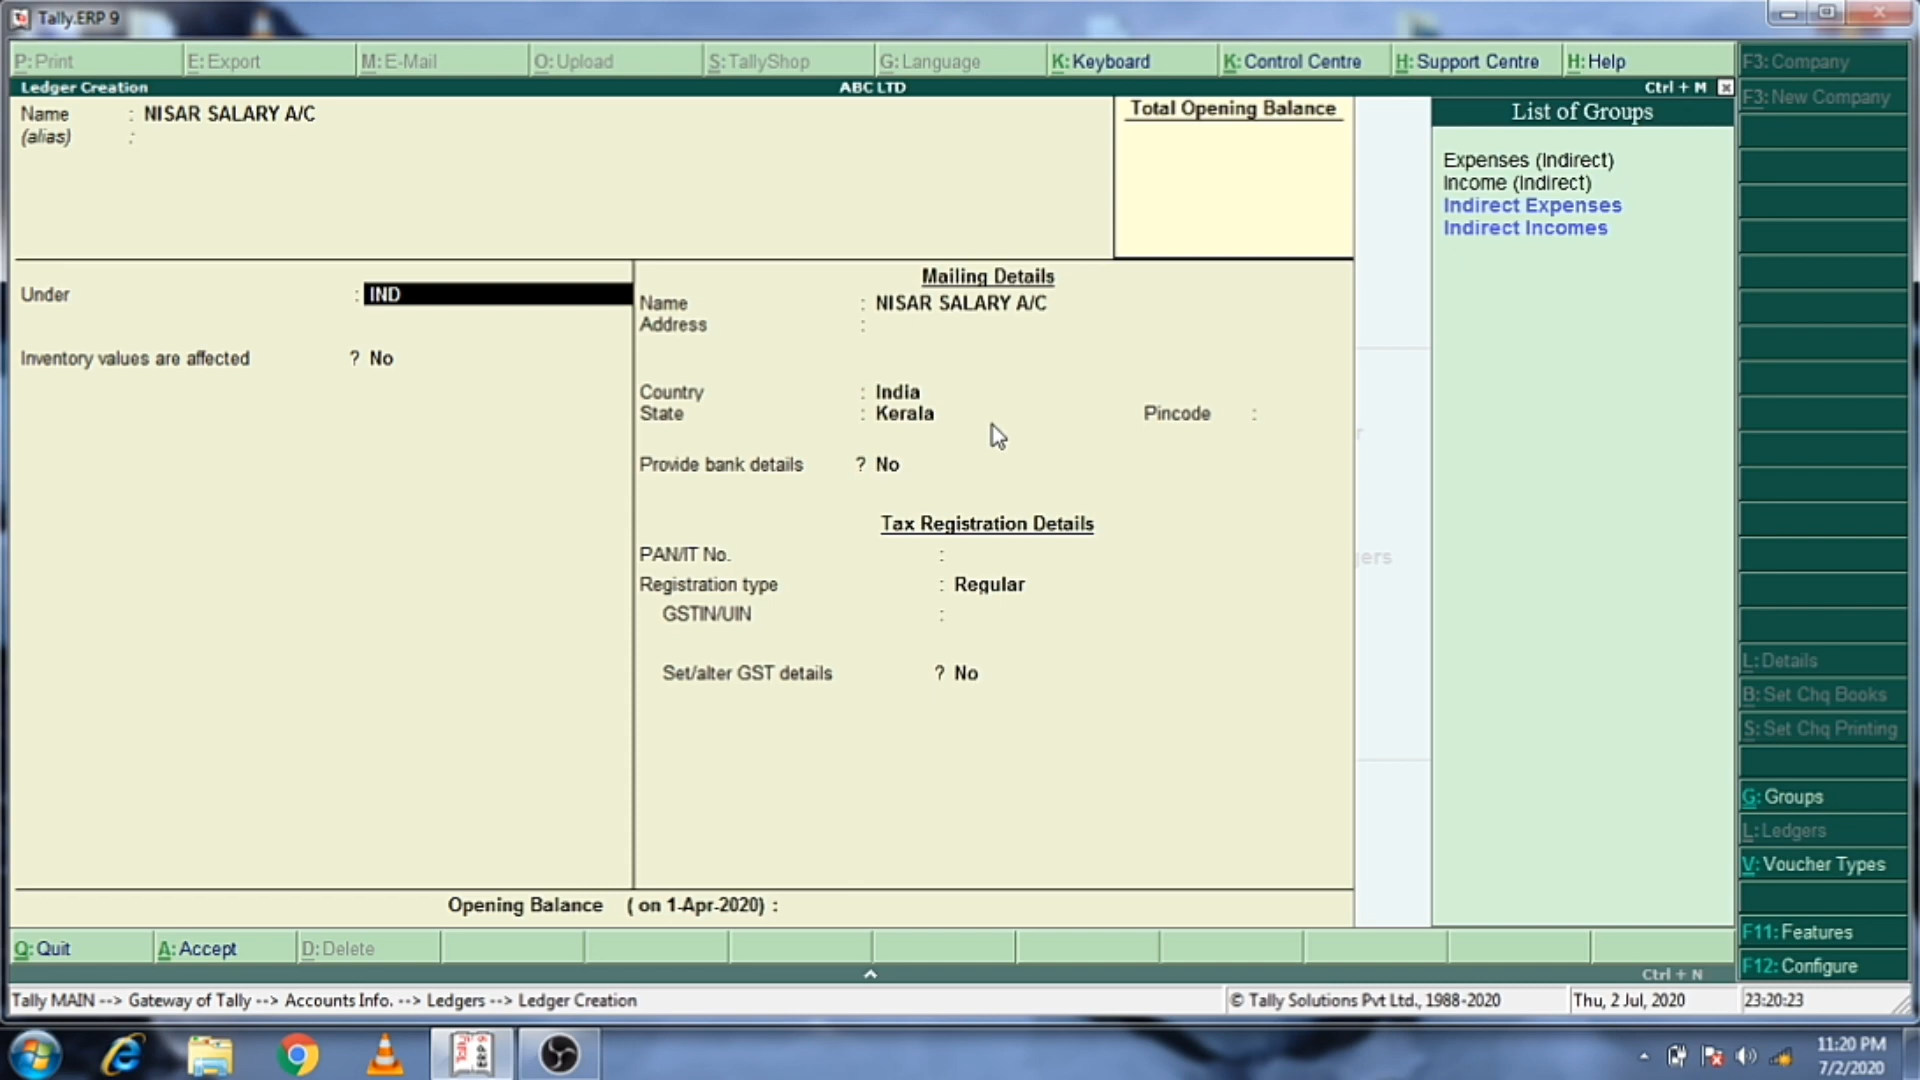 Tally.ERP 9
P: Print E: Export M: E-Mail O: Upload S: TallyShop G: Language K: Keyboard K: Control Centre H: Support Centre H: Help F3: Company
Ledger Creation ABC LTD Ctrl + M
F3: New Company
Name : NISAR SALARY A/C
(alias) :
Total Opening Balance
List of Groups
Expenses (Indirect)
Income (Indirect)
Indirect Expenses
Indirect Incomes
Under : IND
Inventory values are affected ? No
Mailing Details
Name : NISAR SALARY A/C
Address :
Country : India
State : Kerala Pincode :
Provide bank details ? No
Tax Registration Details
PAN/IT No. :
Registration type : Regular
GSTIN/UIN :
Set/alter GST details ? No
L: Details
B: Set Chq Books
S: Set Chq Printing
G: Groups
L: Ledgers
V: Voucher Types
F11: Features
F12: Configure
Opening Balance ( on 1-Apr-2020) :
Q: Quit A: Accept D: Delete
Ctrl + N
Tally MAIN --> Gateway of Tally --> Accounts Info. --> Ledgers --> Ledger Creation © Tally Solutions Pvt Ltd., 1988-2020 Thu, 2 Jul, 2020 23:20:23
Tally ERP 9
11:20 PM
7/2/2020